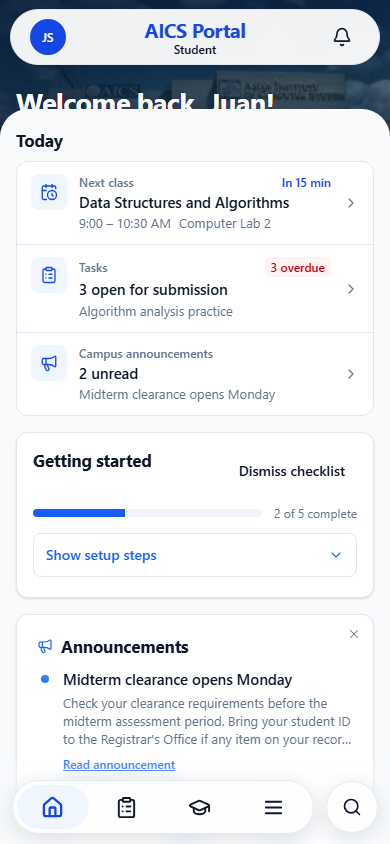 JS
AICS Portal
Student
Welcome back, Juan!
Today
Next class
In 15 min
Data Structures and Algorithms
9:00 – 10:30 AM Computer Lab 2
Tasks
3 overdue
3 open for submission
Algorithm analysis practice
Campus announcements
2 unread
Midterm clearance opens Monday
Getting started
Dismiss checklist
2 of 5 complete
Show setup steps
Announcements
Midterm clearance opens Monday
Check your clearance requirements before the
midterm assessment period. Bring your student ID
to the Registrar's Office if any item on your recor...
Read announcement